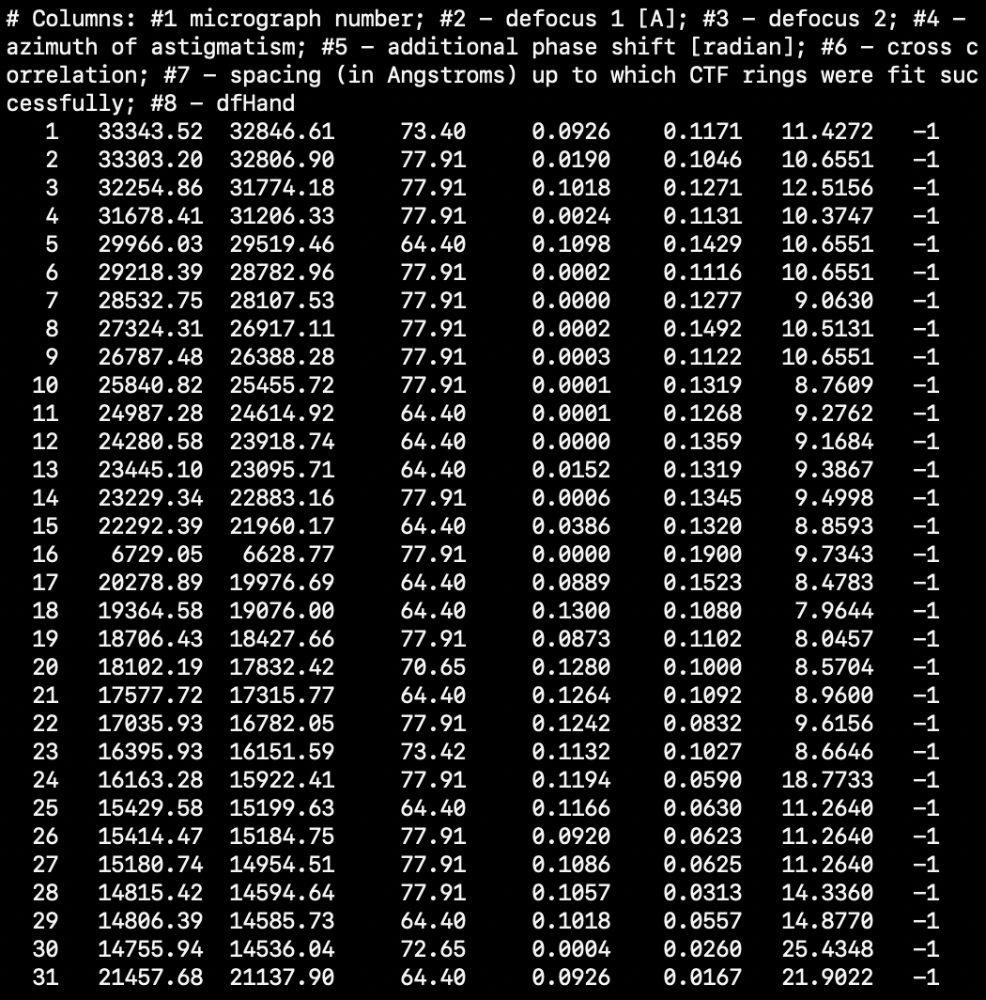 # Columns: #1 micrograph number; #2 – defocus 1 [A]; #3 – defocus 2; #4 –
azimuth of astigmatism; #5 – additional phase shift [radian]; #6 – cross c
orrelation; #7 – spacing (in Angstroms) up to which CTF rings were fit suc
cessfully; #8 – dfHand
1 33343.52 32846.61 73.40 0.0926 0.1171 11.4272 –1
2 33303.20 32806.90 77.91 0.0190 0.1046 10.6551 –1
3 32254.86 31774.18 77.91 0.1018 0.1271 12.5156 –1
4 31678.41 31206.33 77.91 0.0024 0.1131 10.3747 –1
5 29966.03 29519.46 64.40 0.1098 0.1429 10.6551 –1
6 29218.39 28782.96 77.91 0.0002 0.1116 10.6551 –1
7 28532.75 28107.53 77.91 0.0000 0.1277 9.0630 –1
8 27324.31 26917.11 77.91 0.0002 0.1492 10.5131 –1
9 26787.48 26388.28 77.91 0.0003 0.1122 10.6551 –1
10 25840.82 25455.72 77.91 0.0001 0.1319 8.7609 –1
11 24987.28 24614.92 64.40 0.0001 0.1268 9.2762 –1
12 24280.58 23918.74 64.40 0.0000 0.1359 9.1684 –1
13 23445.10 23095.71 64.40 0.0152 0.1319 9.3867 –1
14 23229.34 22883.16 77.91 0.0006 0.1345 9.4998 –1
15 22292.39 21960.17 64.40 0.0386 0.1320 8.8593 –1
16 6729.05 6628.77 77.91 0.0000 0.1900 9.7343 –1
17 20278.89 19976.69 64.40 0.0889 0.1523 8.4783 –1
18 19364.58 19076.00 64.40 0.1300 0.1080 7.9644 –1
19 18706.43 18427.66 77.91 0.0873 0.1102 8.0457 –1
20 18102.19 17832.42 70.65 0.1280 0.1000 8.5704 –1
21 17577.72 17315.77 64.40 0.1264 0.1092 8.9600 –1
22 17035.93 16782.05 77.91 0.1242 0.0832 9.6156 –1
23 16395.93 16151.59 73.42 0.1132 0.1027 8.6646 –1
24 16163.28 15922.41 77.91 0.1194 0.0590 18.7733 –1
25 15429.58 15199.63 64.40 0.1166 0.0630 11.2640 –1
26 15414.47 15184.75 77.91 0.0920 0.0623 11.2640 –1
27 15180.74 14954.51 77.91 0.1086 0.0625 11.2640 –1
28 14815.42 14594.64 77.91 0.1057 0.0313 14.3360 –1
29 14806.39 14585.73 64.40 0.1018 0.0557 14.8770 –1
30 14755.94 14536.04 72.65 0.0004 0.0260 25.4348 –1
31 21457.68 21137.90 64.40 0.0926 0.0167 21.9022 –1